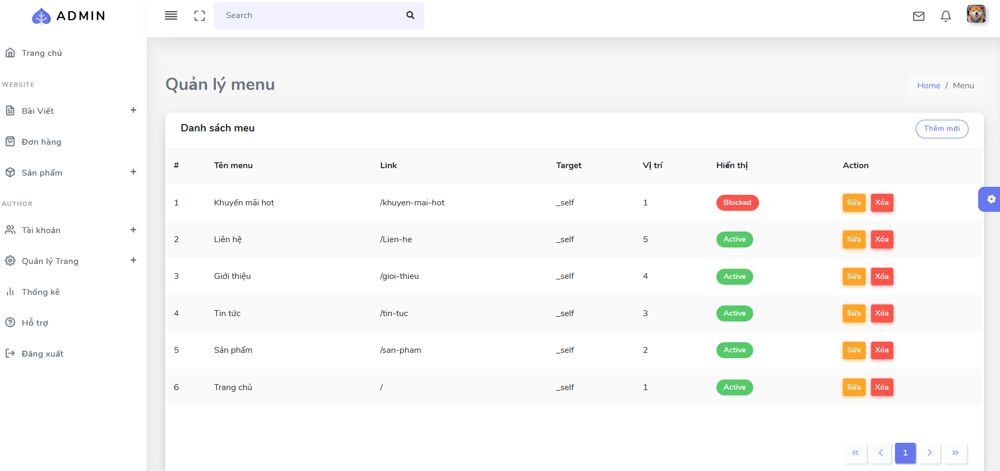 ADMIN
Search
Trang chủ
WEBSITE
Bài Viết
Đơn hàng
Sản phẩm
AUTHOR
Tài khoản
Quản lý Trang
Thống kê
Hỗ trợ
Đăng xuất
Quản lý menu
Home / Menu
Danh sách meu
Thêm mới
# Tên menu Link Target Vị trí Hiển thị Action
1 Khuyến mãi hot /khuyen-mai-hot _self 1 Blocked Sửa Xóa
2 Liên hệ /Lien-he _self 5 Active Sửa Xóa
3 Giới thiệu /gioi-thieu _self 4 Active Sửa Xóa
4 Tin tức /tin-tuc _self 3 Active Sửa Xóa
5 Sản phẩm /san-pham _self 2 Active Sửa Xóa
6 Trang chủ / _self 1 Active Sửa Xóa
« ‹ 1 › »